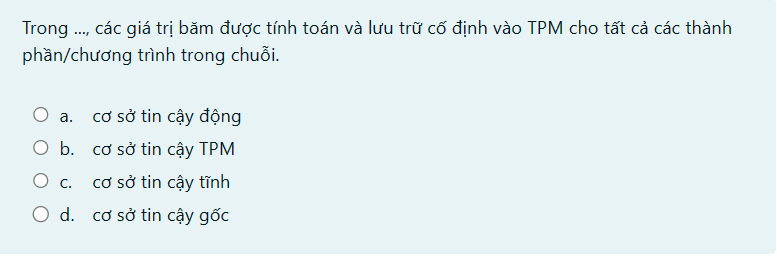 Trong ..., các giá trị băm được tính toán và lưu trữ cố định vào TPM cho tất cả các thành
phần/chương trình trong chuỗi.
a. cơ sở tin cậy động
b. cơ sở tin cậy TPM
c. cơ sở tin cậy tĩnh
d. cơ sở tin cậy gốc